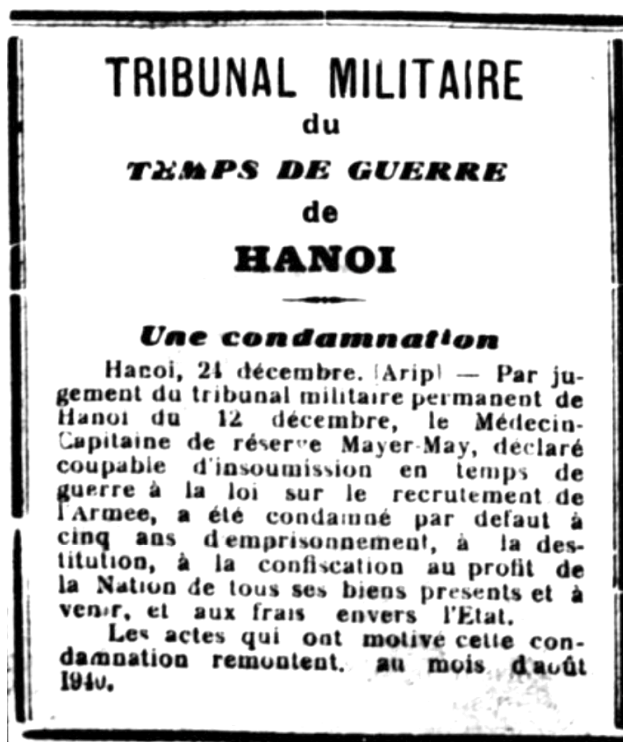 TRIBUNAL MILITAIRE
du
TEMPS DE GUERRE
de
HANOI
Une condamnation
Hanoi, 24 décembre. (Arip) — Par ju-
gement du tribunal militaire permanent de
Hanoi du 12 décembre, le Médecin-
Capitaine de réserve Mayer-May, déclaré
coupable d'insoumission en temps de
guerre à la loi sur le recrutement de
l'Armee, a été condamné par defaut à
cinq ans d'emprisonnement, à la des-
titution, à la confiscation au profit de
la Nation de tous ses biens presents et à
venir, et aux frais envers l'Etat.
Les actes qui ont motivé cette con-
damnation remontent. au mois d'août
1940.